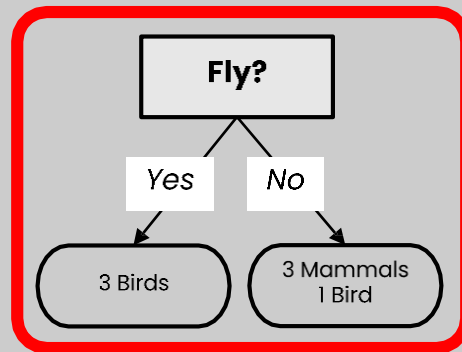 Fly?
Yes No
3 Birds
3 Mammals
1 Bird